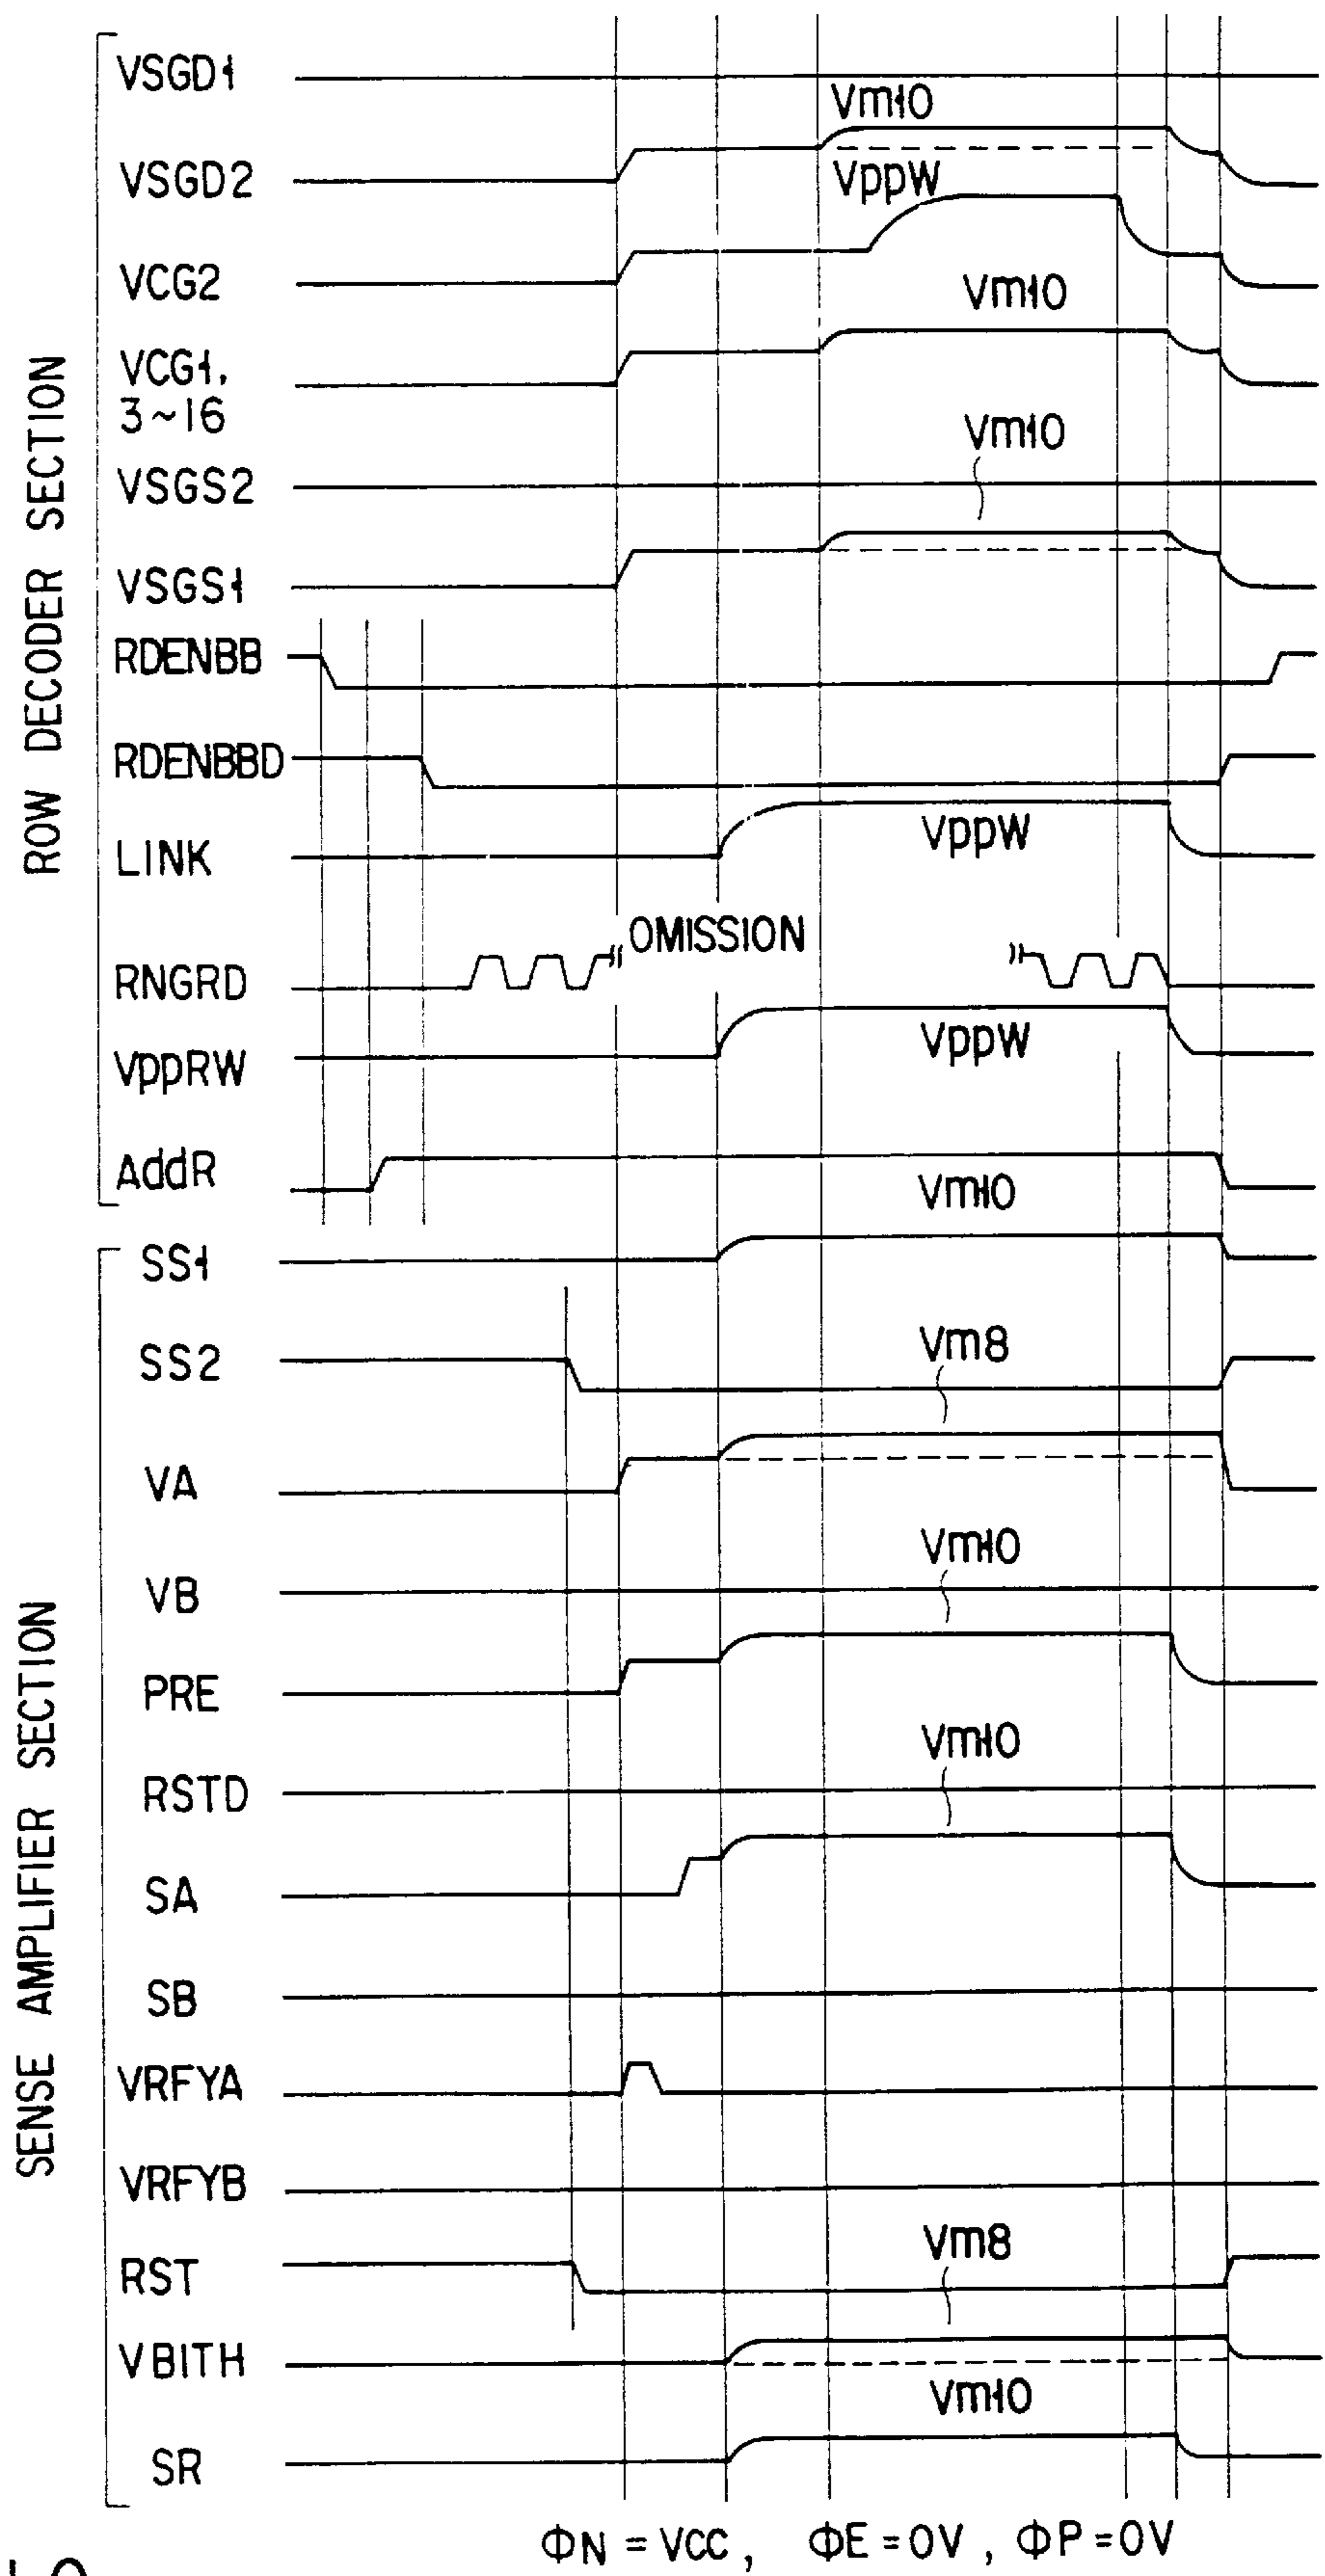 ROW DECODER SECTION
VSGD1
Vm10
VSGD2
VppW
VCG2
Vm10
VCG1,
3~16
Vm10
VSGS2
VSGS1
RDENBB
RDENBBD
LINK
VppW
OMISSION
RNGRD
VppRW
VppW
AddR
Vm10
SENSE AMPLIFIER SECTION
SS1
SS2
Vm8
VA
Vm10
VB
PRE
Vm10
RSTD
SA
SB
VRFYA
VRFYB
Vm8
RST
VBITH
Vm10
SR
ΦN = VCC, ΦE = 0V, ΦP = 0V